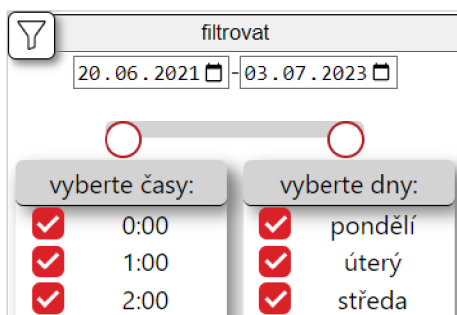 filtrovat
20.06.2021 - 03.07.2023
vyberte časy: vyberte dny:
0:00 pondělí
1:00 úterý
2:00 středa